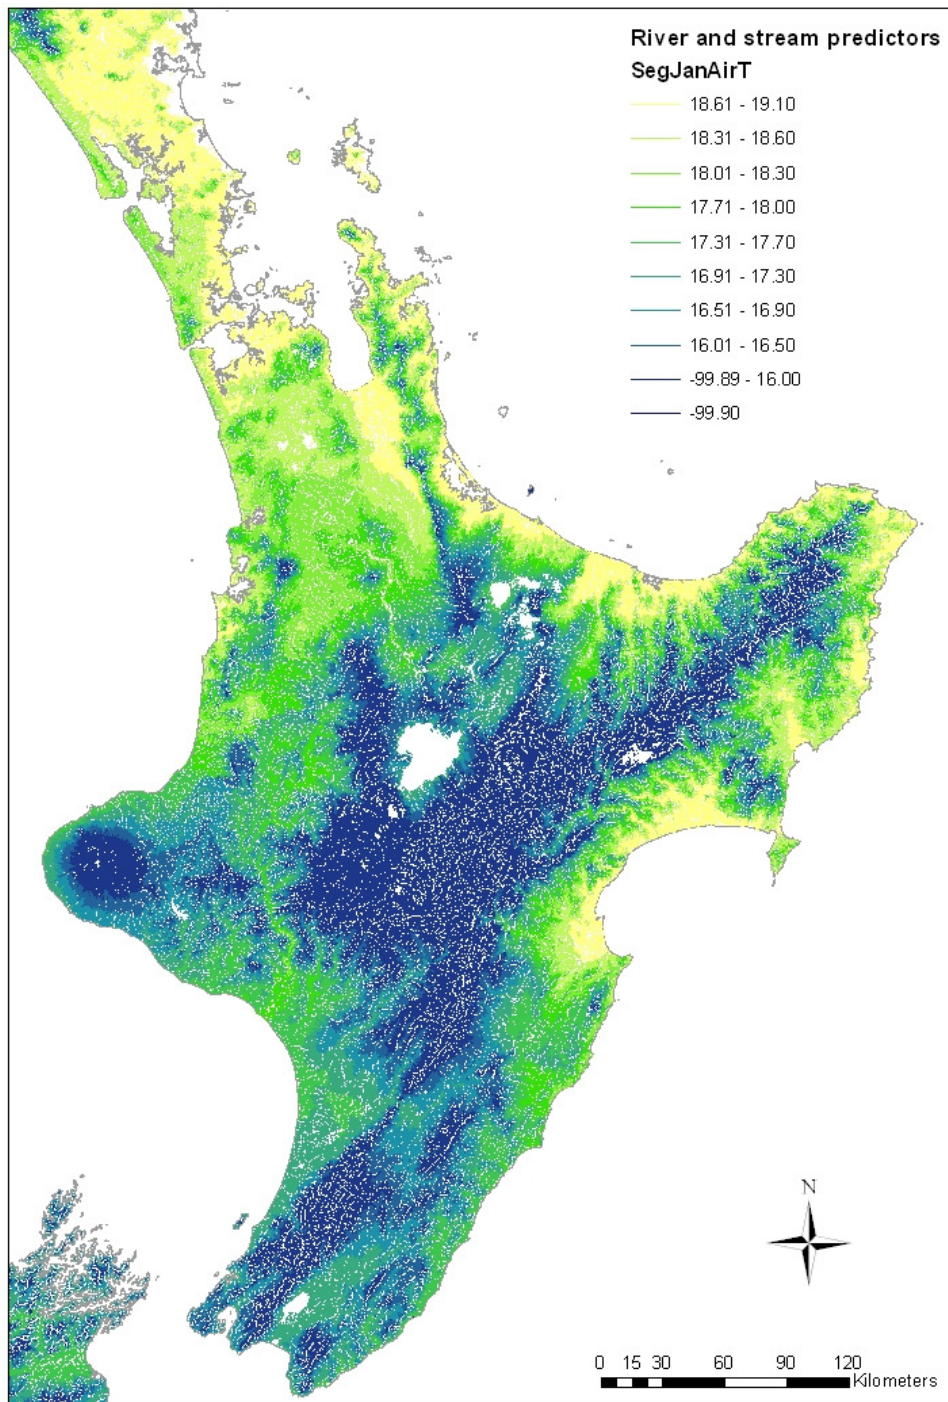 River and stream predictors
SegJanAirT
18.61 - 19.10
18.31 - 18.60
18.01 - 18.30
17.71 - 18.00
17.31 - 17.70
16.91 - 17.30
16.51 - 16.90
16.01 - 16.50
-99.89 - 16.00
-99.90
N
0 15 30 60 90 120
Kilometers